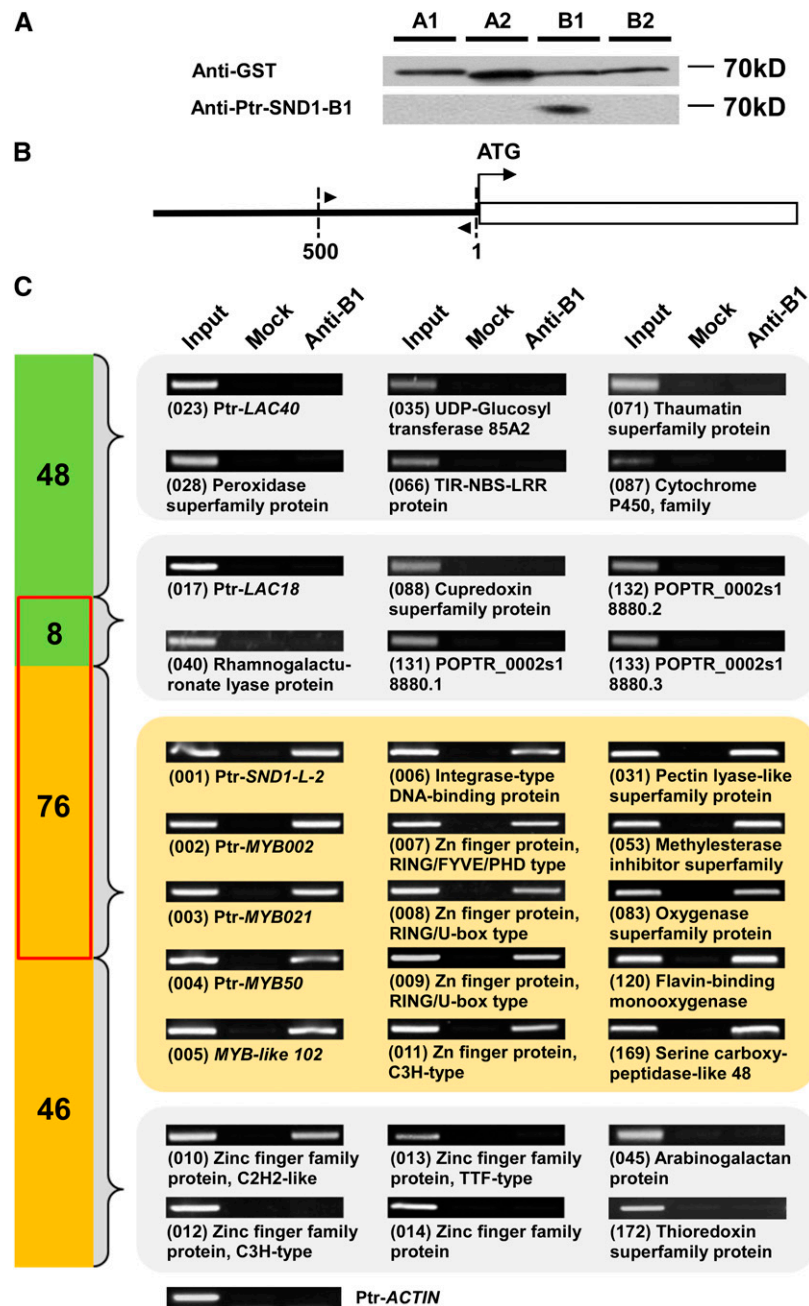 A
A1 A2 B1 B2
Anti-GST — 70kD
Anti-Ptr-SND1-B1 — 70kD
B
ATG
500 1
C
Input Mock Anti-B1 Input Mock Anti-B1 Input Mock Anti-B1
48
(023) Ptr-LAC40
(035) UDP-Glucosyl
transferase 85A2
(071) Thaumatin
superfamily protein
(028) Peroxidase
superfamily protein
(066) TIR-NBS-LRR
protein
(087) Cytochrome
P450, family
8
(017) Ptr-LAC18
(088) Cupredoxin
superfamily protein
(132) POPTR_0002s1
8880.2
(040) Rhamnogalactu-
ronate lyase protein
(131) POPTR_0002s1
8880.1
(133) POPTR_0002s1
8880.3
76
(001) Ptr-SND1-L-2
(006) Integrase-type
DNA-binding protein
(031) Pectin lyase-like
superfamily protein
(002) Ptr-MYB002
(007) Zn finger protein,
RING/FYVE/PHD type
(053) Methylesterase
inhibitor superfamily
(003) Ptr-MYB021
(008) Zn finger protein,
RING/U-box type
(083) Oxygenase
superfamily protein
(004) Ptr-MYB50
(009) Zn finger protein,
RING/U-box type
(120) Flavin-binding
monooxygenase
(005) MYB-like 102
(011) Zn finger protein,
C3H-type
(169) Serine carboxy-
peptidase-like 48
46
(010) Zinc finger family
protein, C2H2-like
(013) Zinc finger family
protein, TTF-type
(045) Arabinogalactan
protein
(012) Zinc finger family
protein, C3H-type
(014) Zinc finger family
protein
(172) Thioredoxin
superfamily protein
Ptr-ACTIN